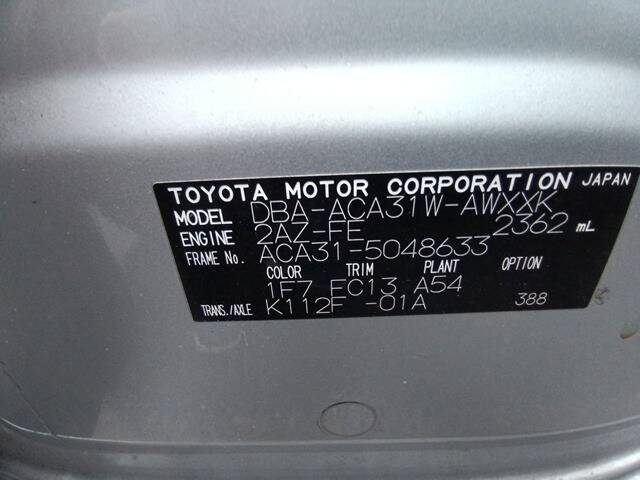 TOYOTA MOTOR CORPORATION JAPAN
MODEL DBA-ACA31W-AWXXK
ENGINE 2AZ-FE 2362 mL
FRAME No. ACA31-5048633
COLOR TRIM PLANT OPTION
1F7 FC13 A54
TRANS./AXLE K112F -01A 388